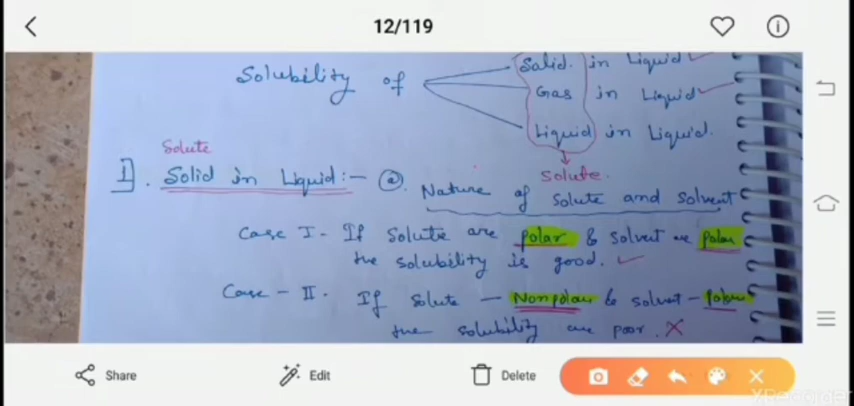 12/119
Solubility of
Solid in Liquid
Gas in Liquid
Liquid in Liquid.
Solute
Solute.
I]. Solid in Liquid:- (a). Nature of Solute and Solvent
Case I - If Solute are polar & solvent are polar
the solubility is good.
Case - II. If Solute - Nonpolar & solvent - polar
the solubility are poor. X
Share
Edit
Delete
XRecorder